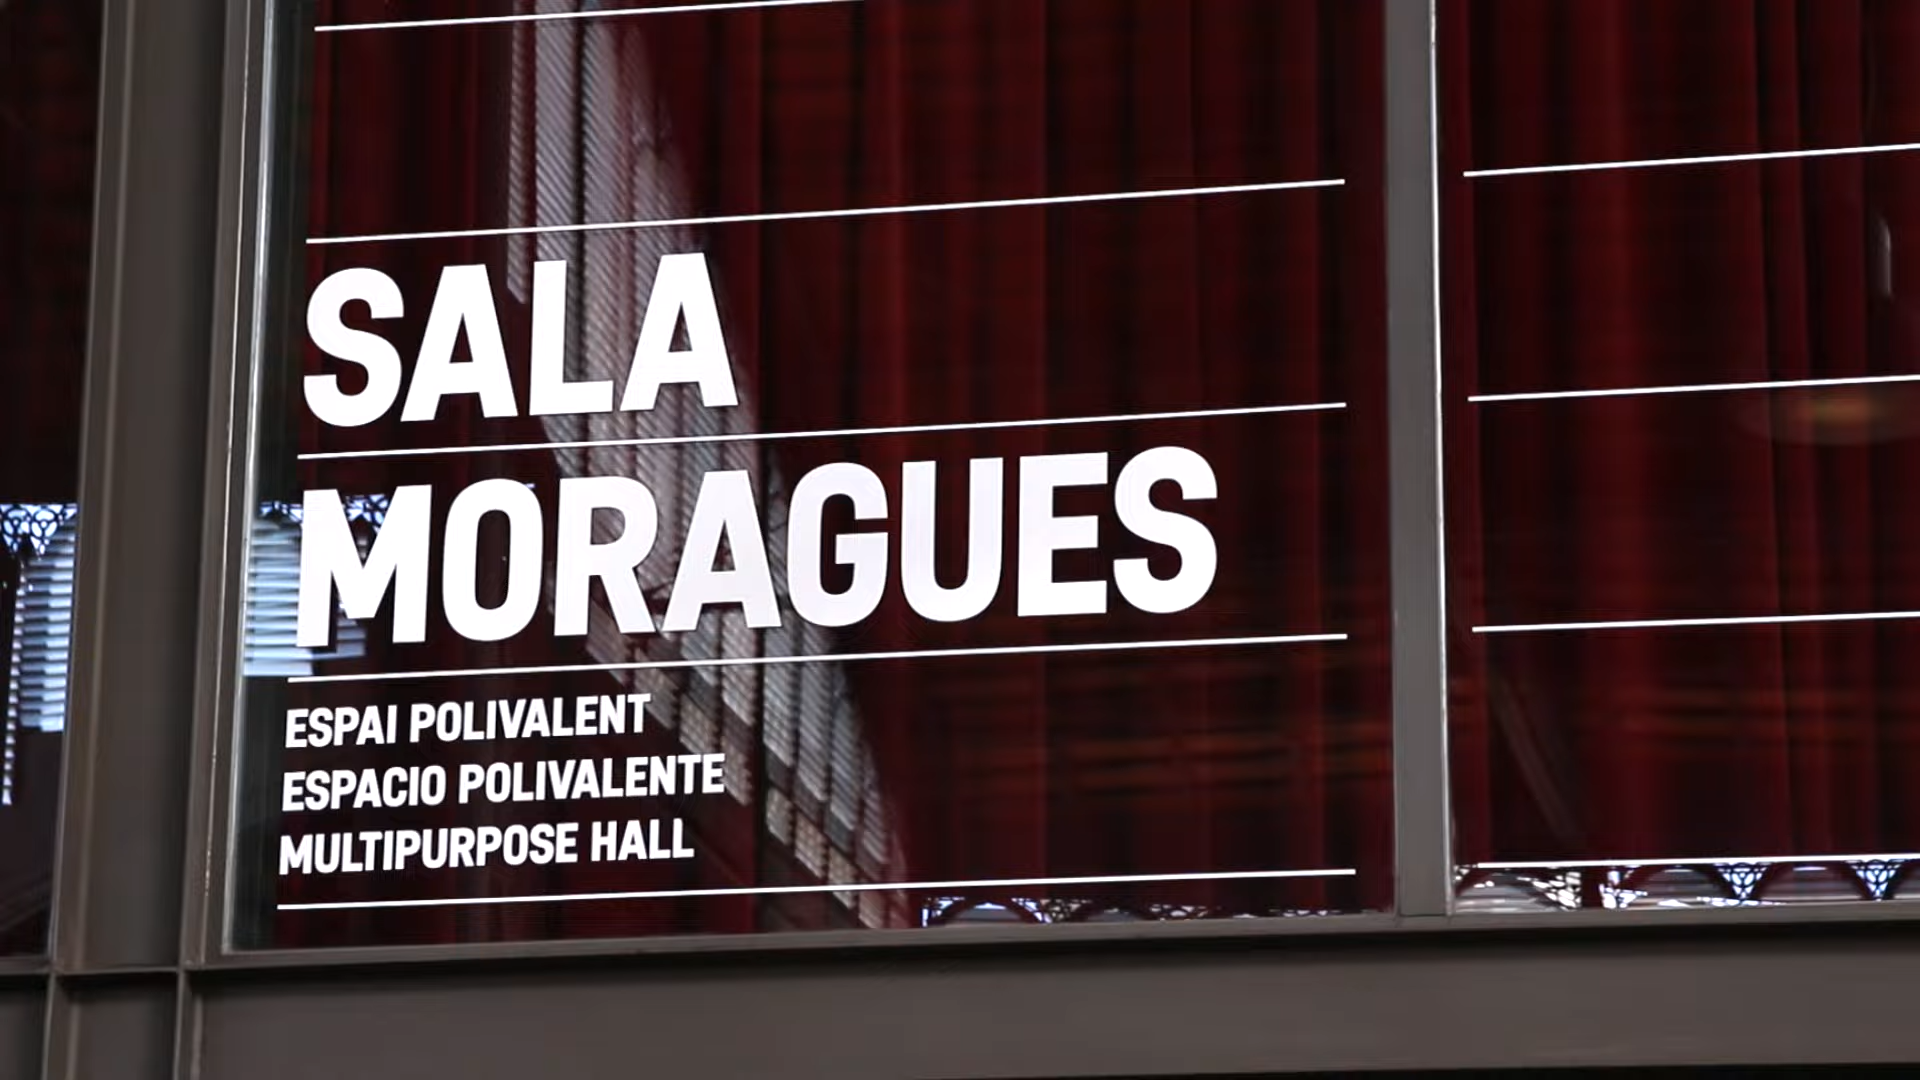 SALA
MORAGUES
ESPAI POLIVALENT
ESPACIO POLIVALENTE
MULTIPURPOSE HALL